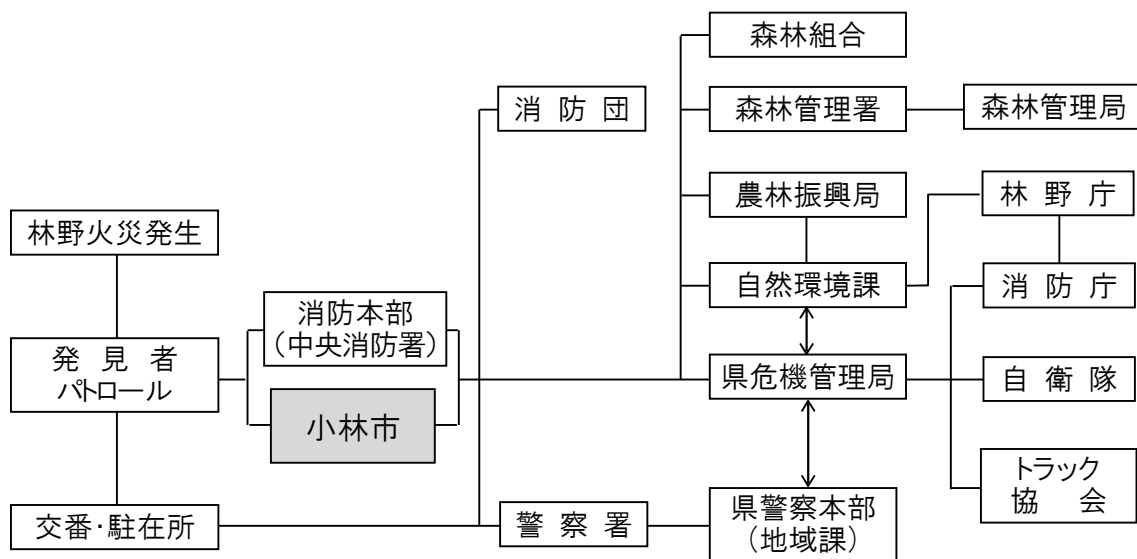 森林組合
消防団
森林管理署
森林管理局
農林振興局
林野庁
林野火災発生
自然環境課
消防庁
消防本部
（中央消防署）
発見者
パトロール
県危機管理局
自衛隊
小林市
トラック
協会
交番・駐在所
警察署
県警察本部
（地域課）